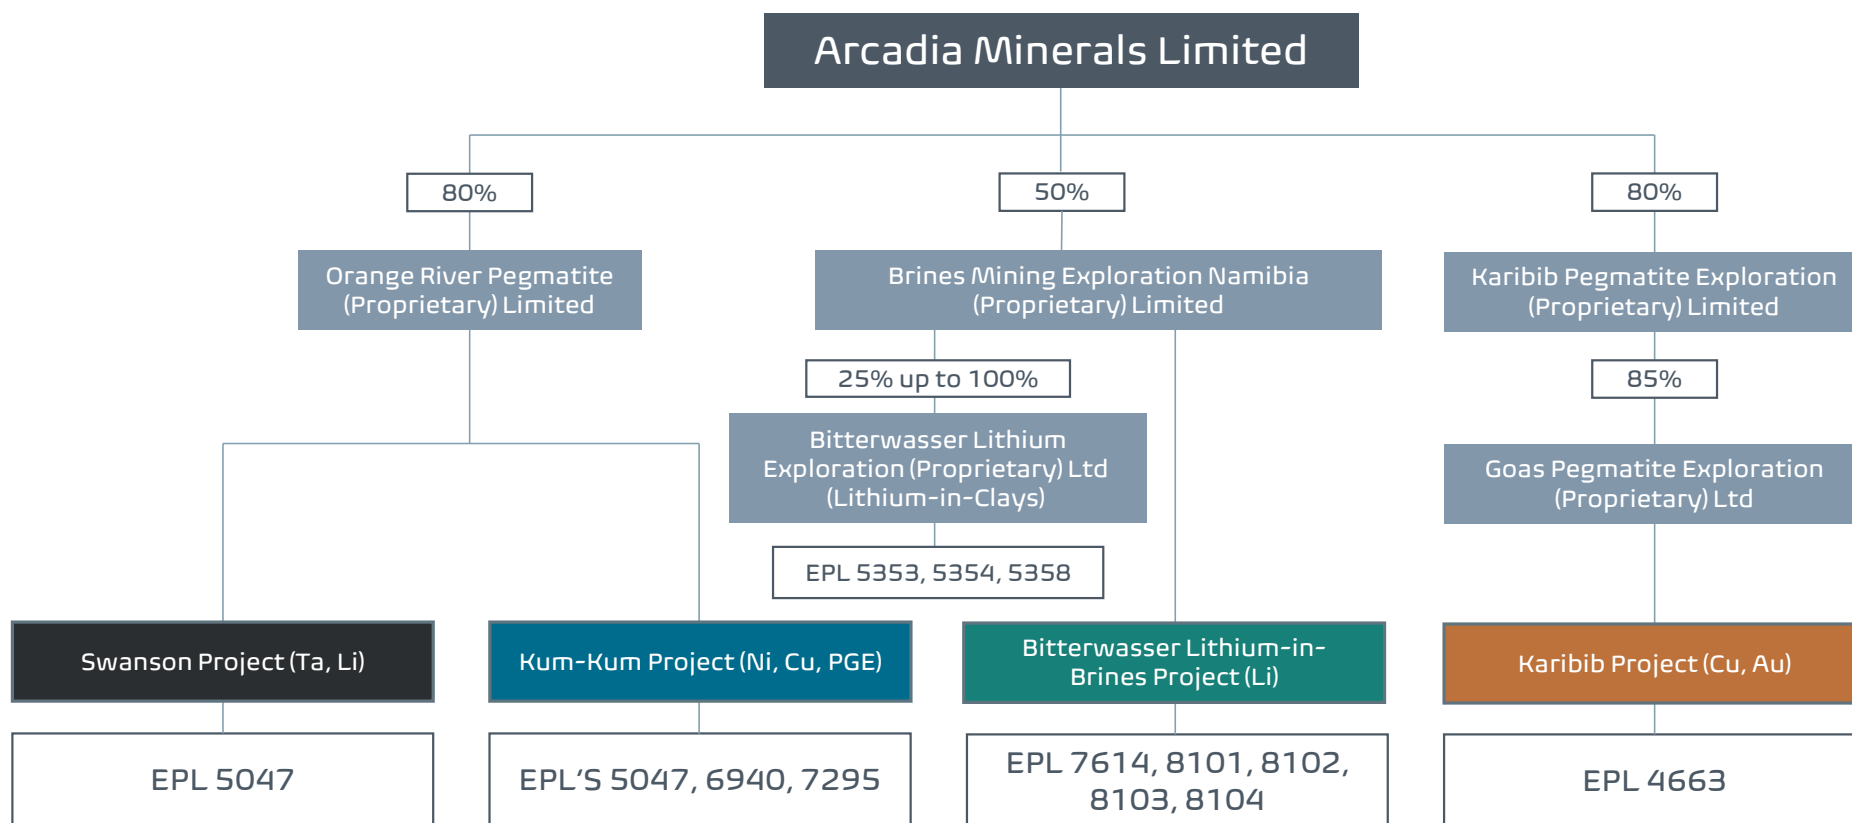 Arcadia Minerals Limited
80%
50%
80%
Orange River Pegmatite
(Proprietary) Limited
Brines Mining Exploration Namibia
(Proprietary) Limited
Karibib Pegmatite Exploration
(Proprietary) Limited
25% up to 100%
85%
Bitterwasser Lithium
Exploration (Proprietary) Ltd
(Lithium-in-Clays)
Goas Pegmatite Exploration
(Proprietary) Ltd
EPL 5353, 5354, 5358
Swanson Project (Ta, Li)
Kum-Kum Project (Ni, Cu, PGE)
Bitterwasser Lithium-in-
Brines Project (Li)
Karibib Project (Cu, Au)
EPL 5047
EPL‘S 5047, 6940, 7295
EPL 7614, 8101, 8102,
8103, 8104
EPL 4663